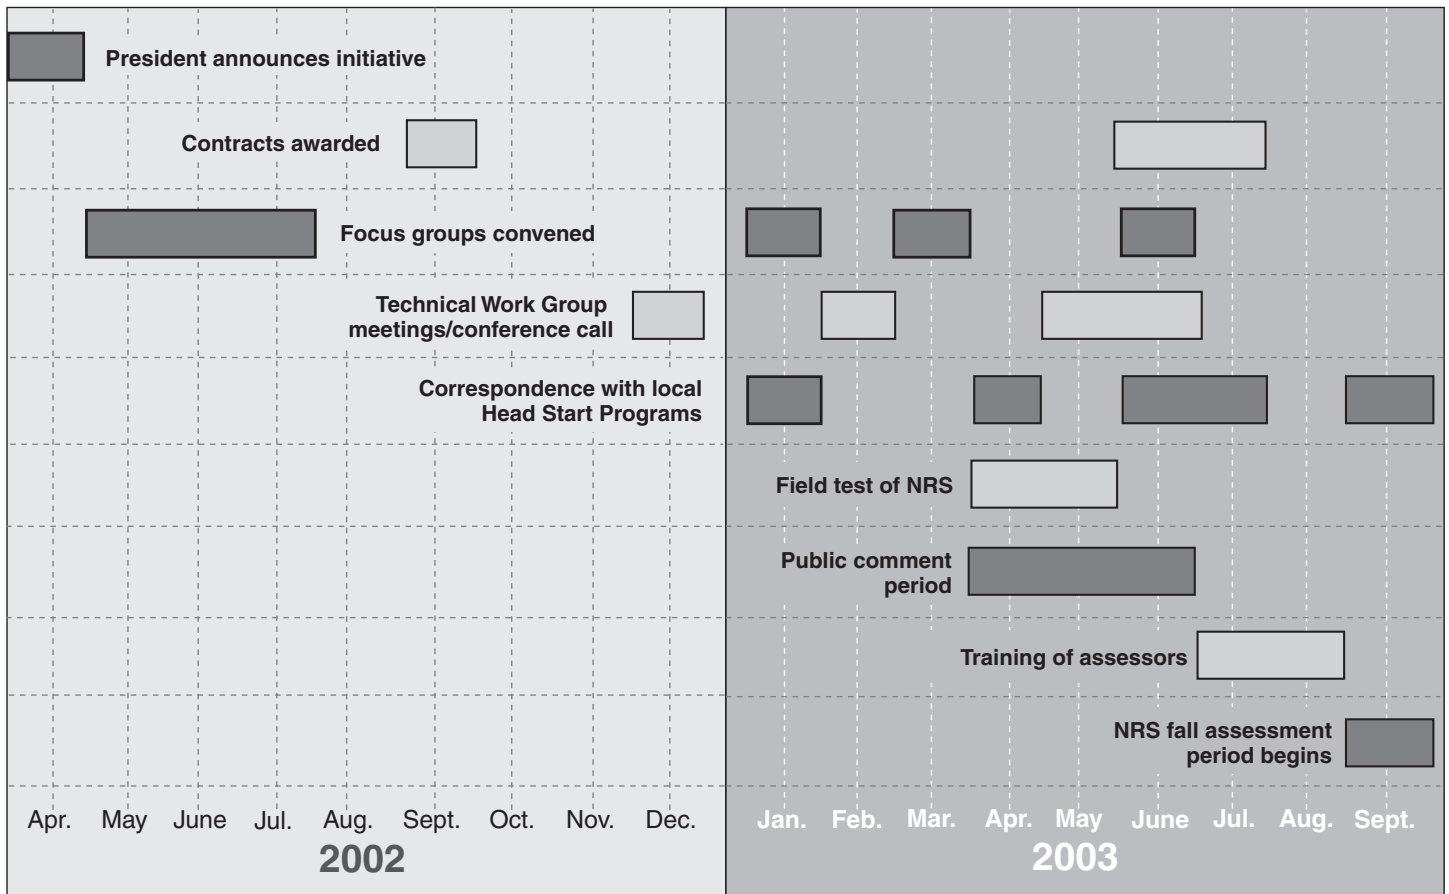 President announces initiative
Contracts awarded
Focus groups convened
Technical Work Group
meetings/conference call
Correspondence with local
Head Start Programs
Field test of NRS
Public comment
period
Training of assessors
NRS fall assessment
period begins
Apr. May June Jul. Aug. Sept. Oct. Nov. Dec. Jan. Feb. Mar. Apr. May June Jul. Aug. Sept.
2002 2003